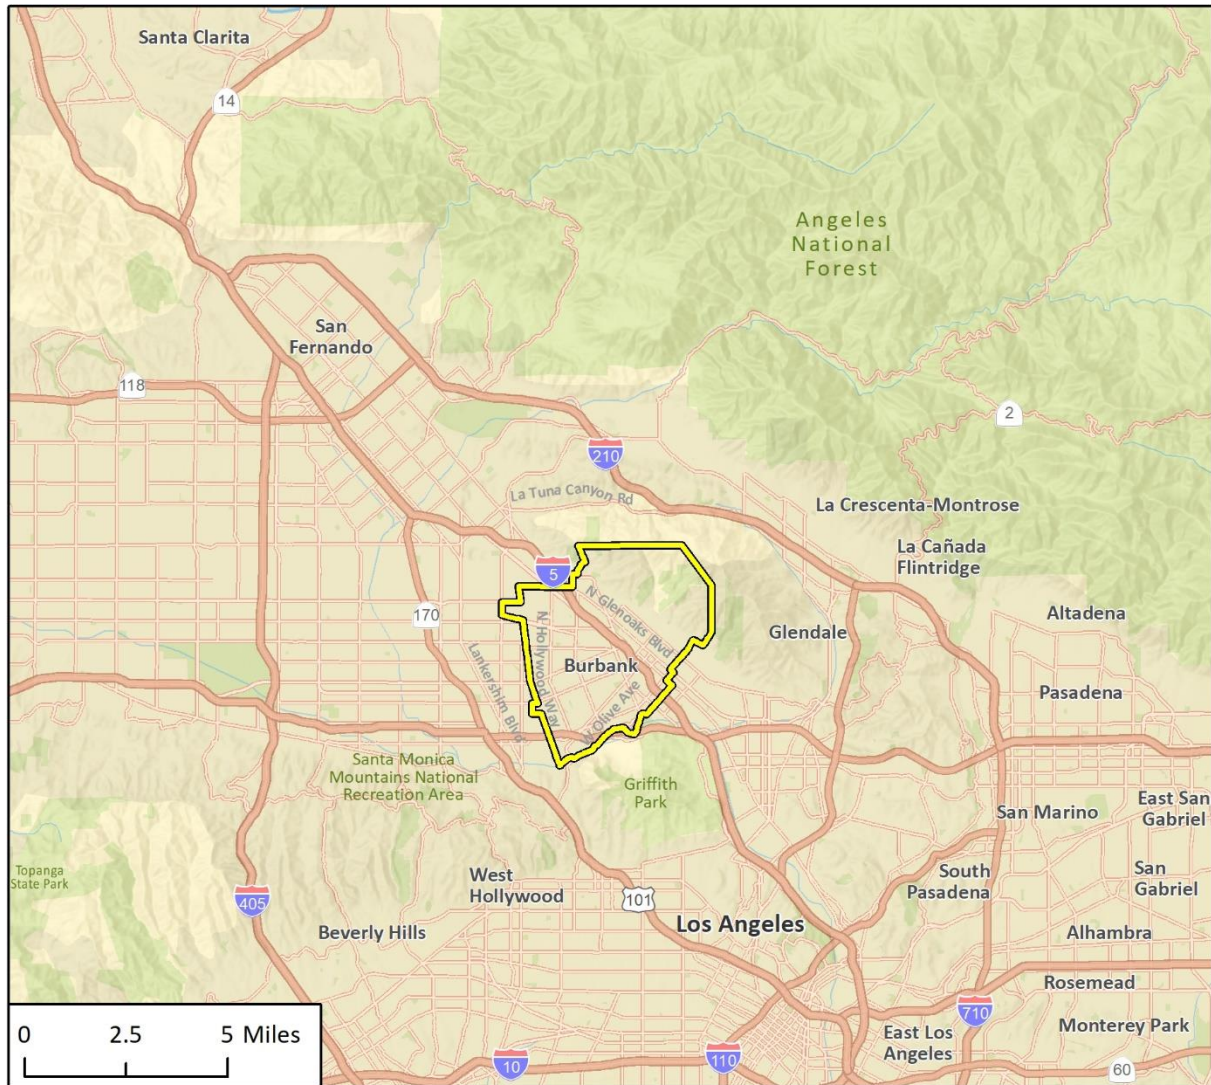 Santa Clarita
14
Angeles
National
Forest
San
Fernando
118
2
210
La Tuna Canyon Rd
La Crescenta-Montrose
La Cañada
Flintridge
5
N Glenoaks Blvd
N Hollywood Way
170
Altadena
Glendale
Lankershim Blvd
Burbank
Pasadena
W Olive Ave
Santa Monica
Mountains National
Recreation Area
Griffith
Park
San Marino
East San
Gabriel
Topanga
State Park
West
Hollywood
South
Pasadena
San
Gabriel
405
101
Los Angeles
Beverly Hills
Alhambra
Rosemead
710
0 2.5 5 Miles
East Los
Angeles
Monterey Park
10
110
60